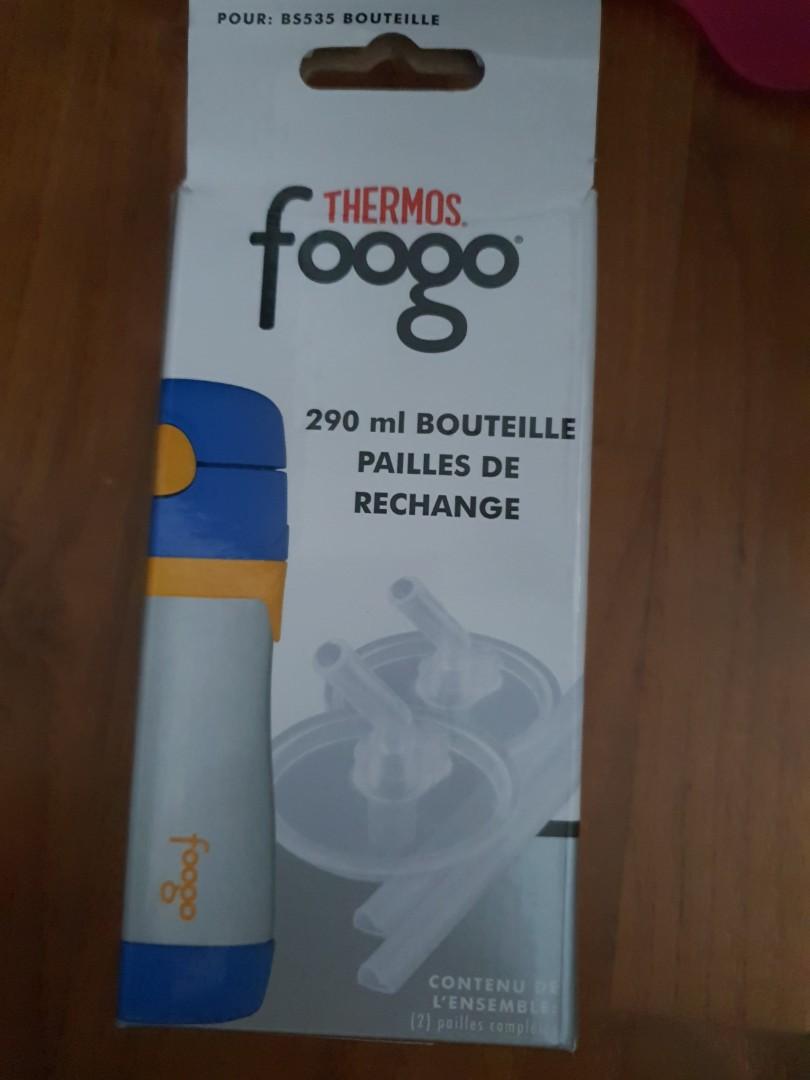 POUR: BS535 BOUTEILLE
THERMOS.
foogo®
290 ml BOUTEILLE
PAILLES DE
RECHANGE
foogo
CONTENU DE
L'ENSEMBLE:
(2) pailles